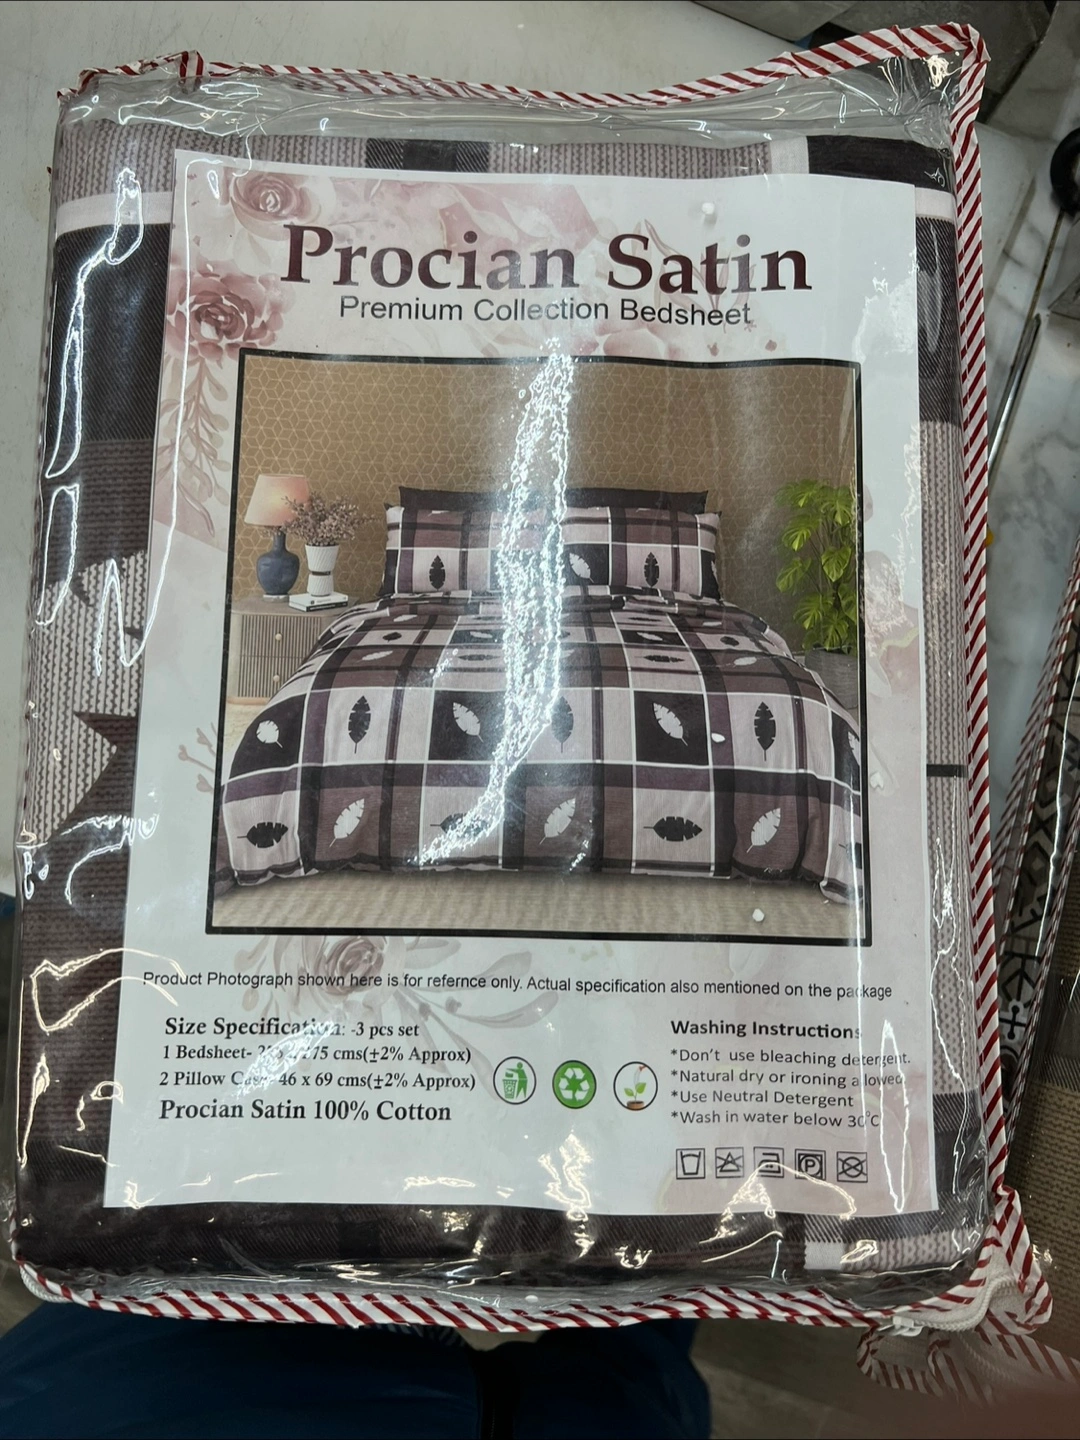 Procian Satin
Premium Collection Bedsheet
Product Photograph shown here is for refernce only. Actual specification also mentioned on the package
Size Specification: -3 pcs set
1 Bedsheet- 75 cms(±2% Approx)
2 Pillow 46 x 69 cms(±2% Approx)
Procian Satin 100% Cotton
Washing Instructions
*Don't use bleaching detergent.
*Natural dry or ironing allowed.
*Use Neutral Detergent
*Wash in water below 30°C
P